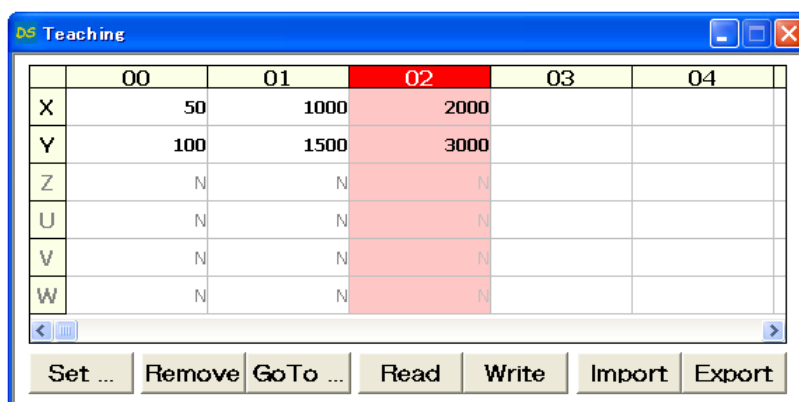 DS Teaching
00 01 02 03 04
X 50 1000 2000
Y 100 1500 3000
Z N N N
U N N N
V N N N
W N N N
Set ... Remove GoTo ... Read Write Import Export